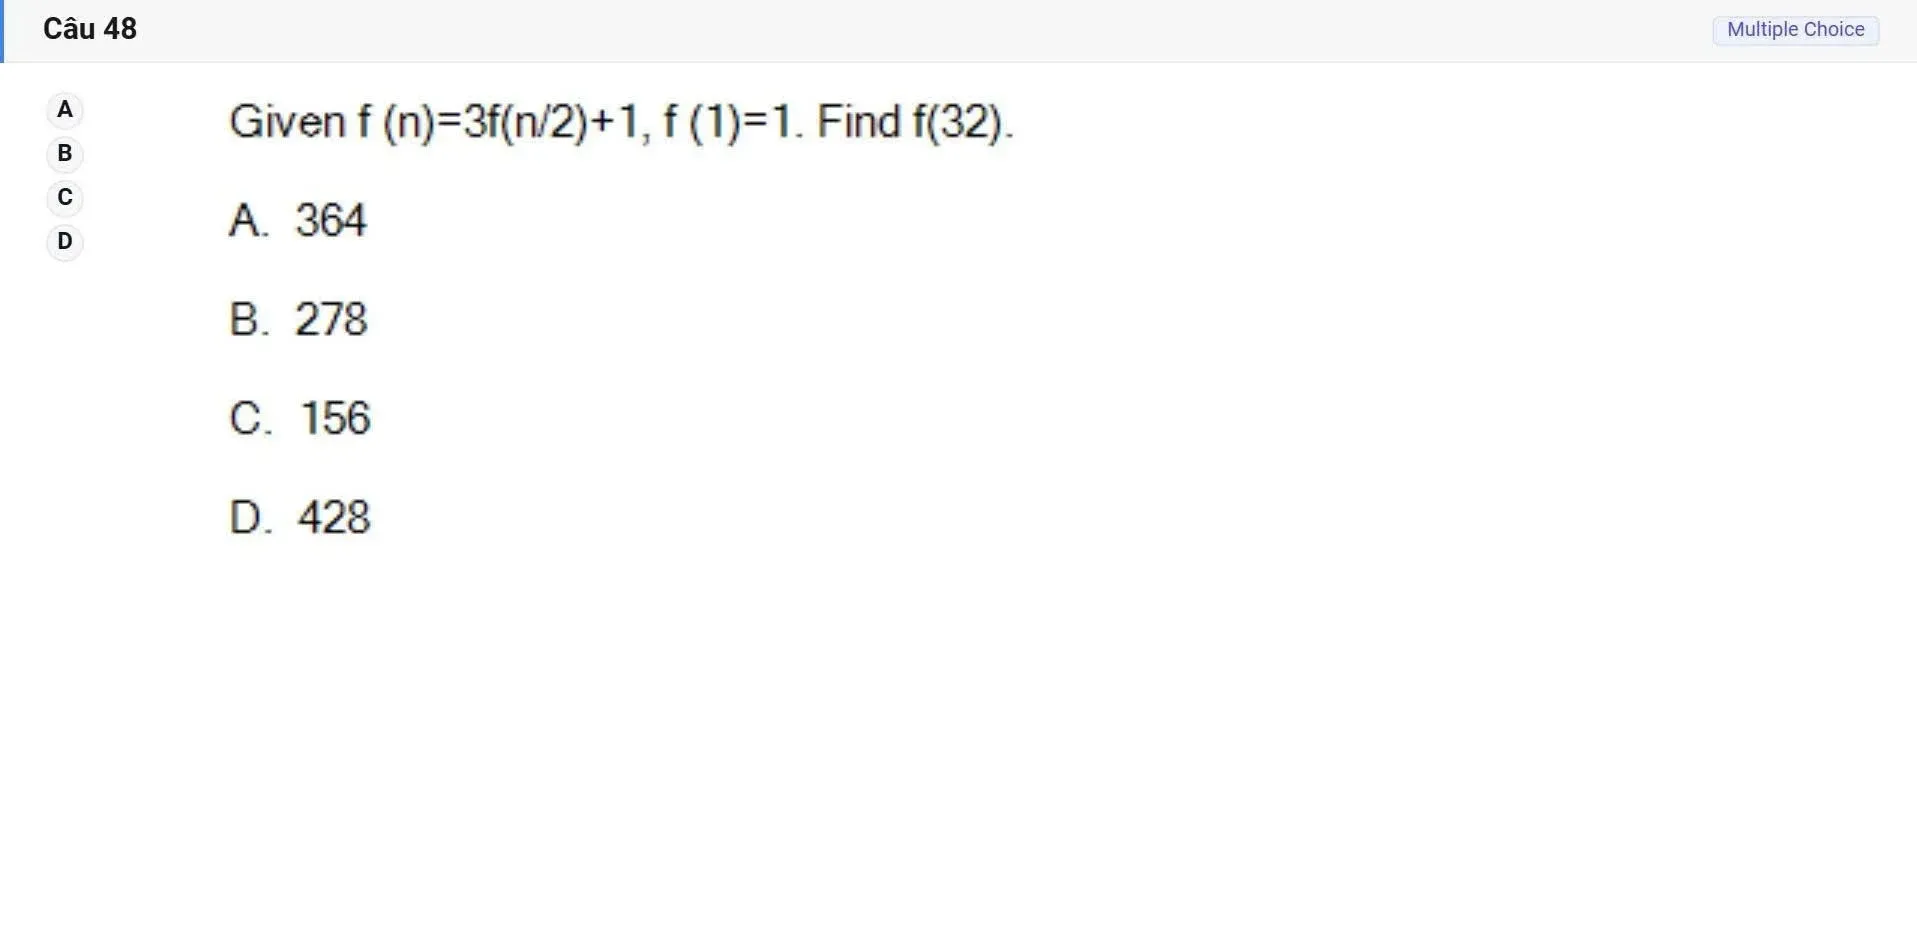 Câu 48
Multiple Choice
A
B
C
D
Given f (n)=3f(n/2)+1, f (1)=1. Find f(32).
A. 364
B. 278
C. 156
D. 428